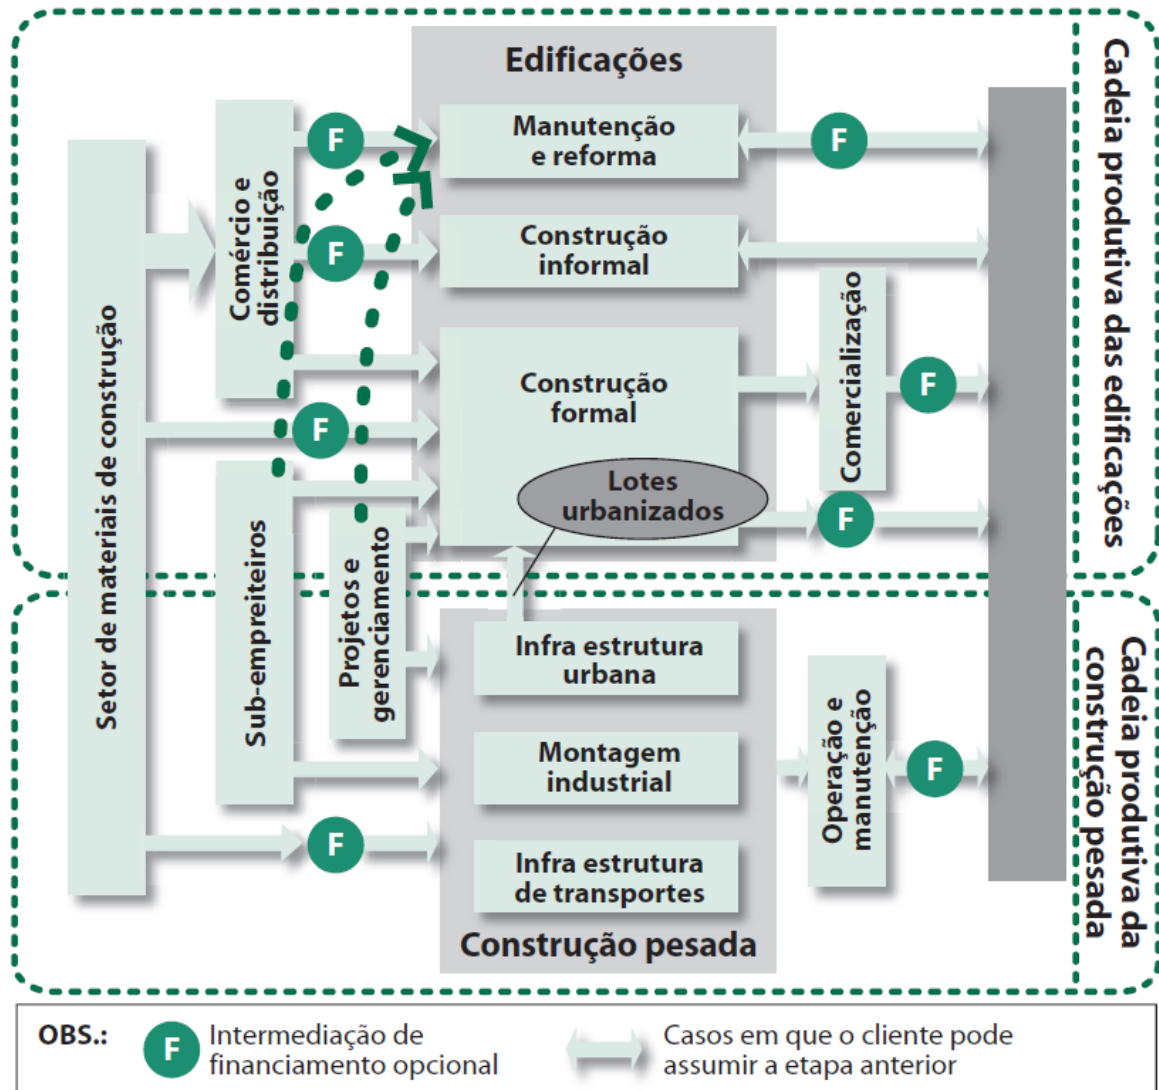 Edificações
Manutenção
e reforma
F
F
Comércio e
distribuição
Construção
informal
F
Construção
formal
F
Comercialização
F
Lotes
urbanizados
F
Cadeia produtiva das edificações
Setor de materiais de construção
Sub-empreiteiros
Projetos e
gerenciamento
Infra estrutura
urbana
Montagem
industrial
Operação e
manutenção
F
F
Infra estrutura
de transportes
Construção pesada
Cadeia produtiva da
construção pesada
OBS.:
F
Intermediação de
financiamento opcional
Casos em que o cliente pode
assumir a etapa anterior